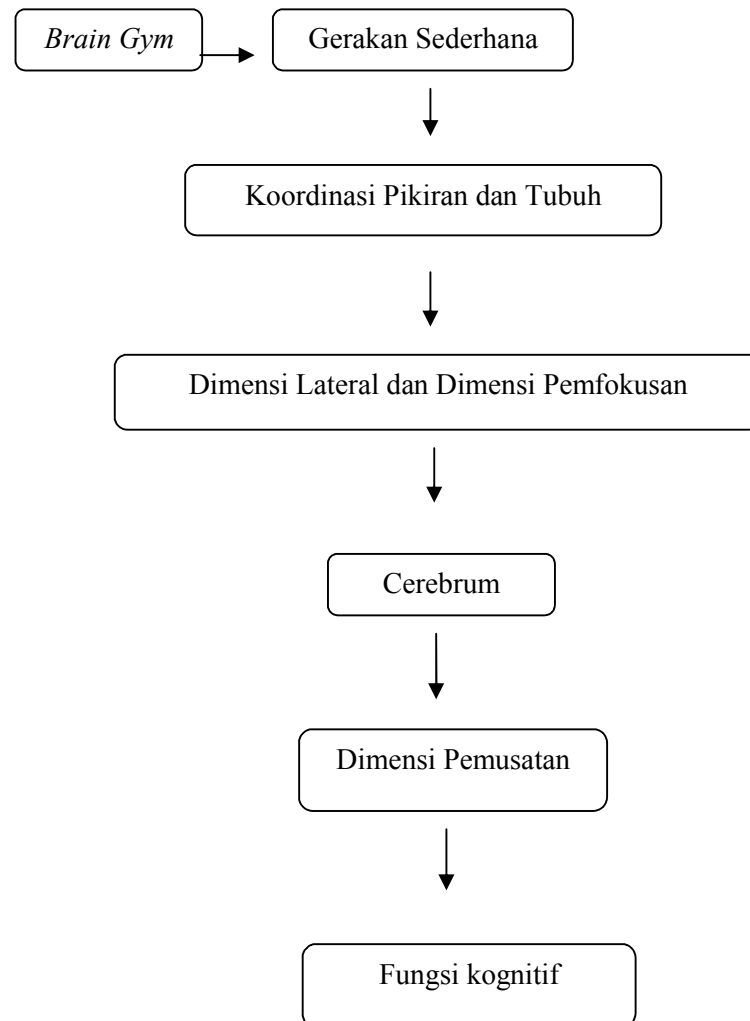 Brain Gym
Gerakan Sederhana
Koordinasi Pikiran dan Tubuh
Dimensi Lateral dan Dimensi Pemfokusan
Cerebrum
Dimensi Pemusatan
Fungsi kognitif